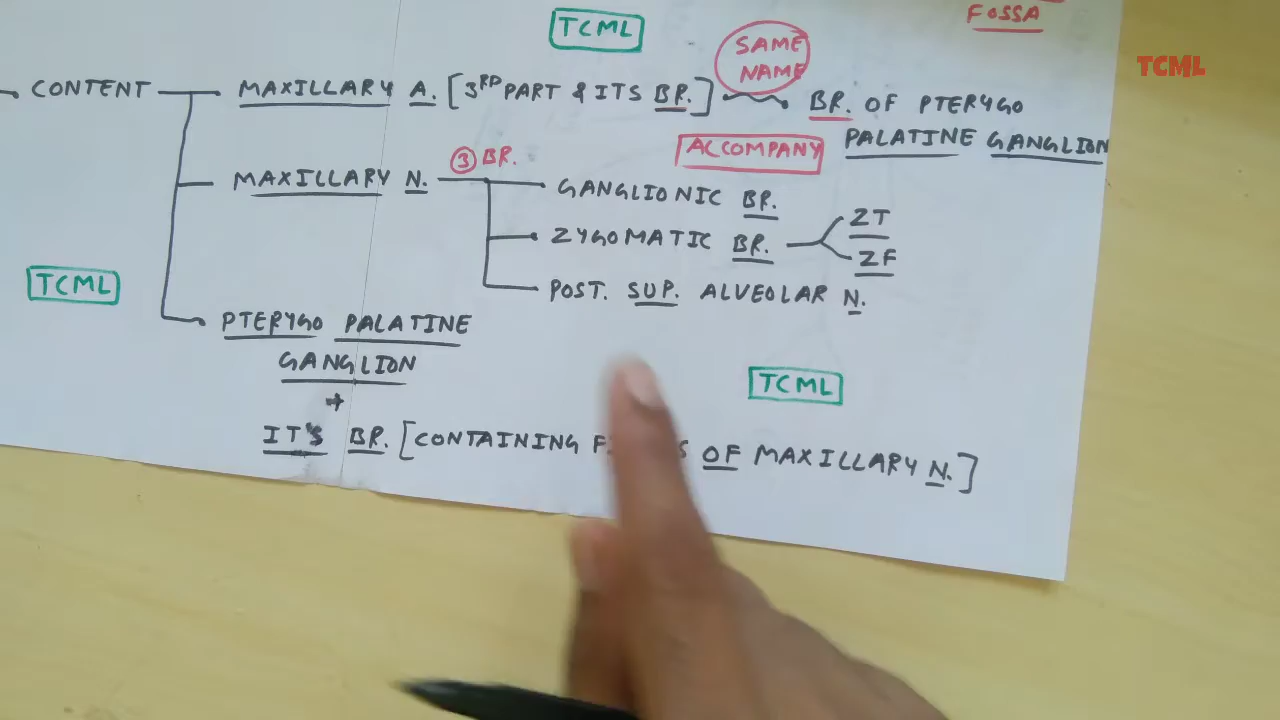 TCML
FOSSA
SAME
NAME
TCML
CONTENT
MAXILLARY A. [3RD PART & ITS BR.]
BR. OF PTERYGO
PALATINE GANGLION
ACCOMPANY
MAXILLARY N.
3 BR.
GANGLIONIC BR.
ZYGOMATIC BR.
ZT
ZF
POST. SUP. ALVEOLAR N.
TCML
PTERYGO PALATINE
GANGLION
+
TCML
IT'S BR. [CONTAINING OF MAXILLARY N.]